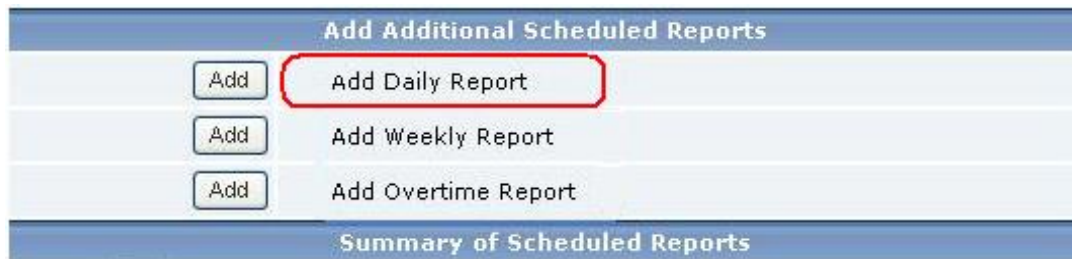 Add Additional Scheduled Reports
Add Add Daily Report
Add Add Weekly Report
Add Add Overtime Report
Summary of Scheduled Reports